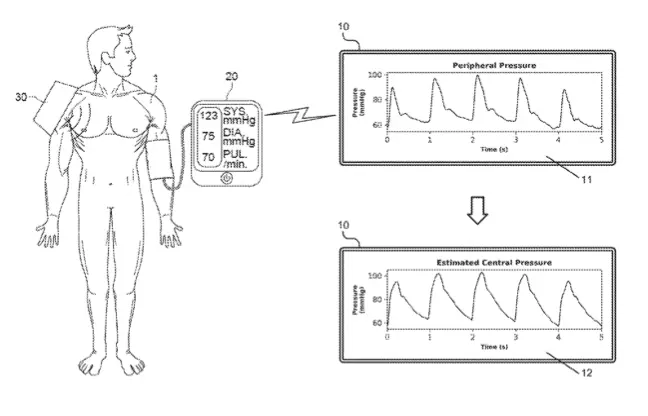 30
1
20
123 SYS. mmHg
75 DIA. mmHg
70 PUL. /min.
10
Peripheral Pressure
Pressure (mmHg)
100
80
60
0 1 2 3 4 5
Time (s)
11
10
Estimated Central Pressure
Pressure (mmHg)
100
80
60
0 1 2 3 4 5
Time (s)
12